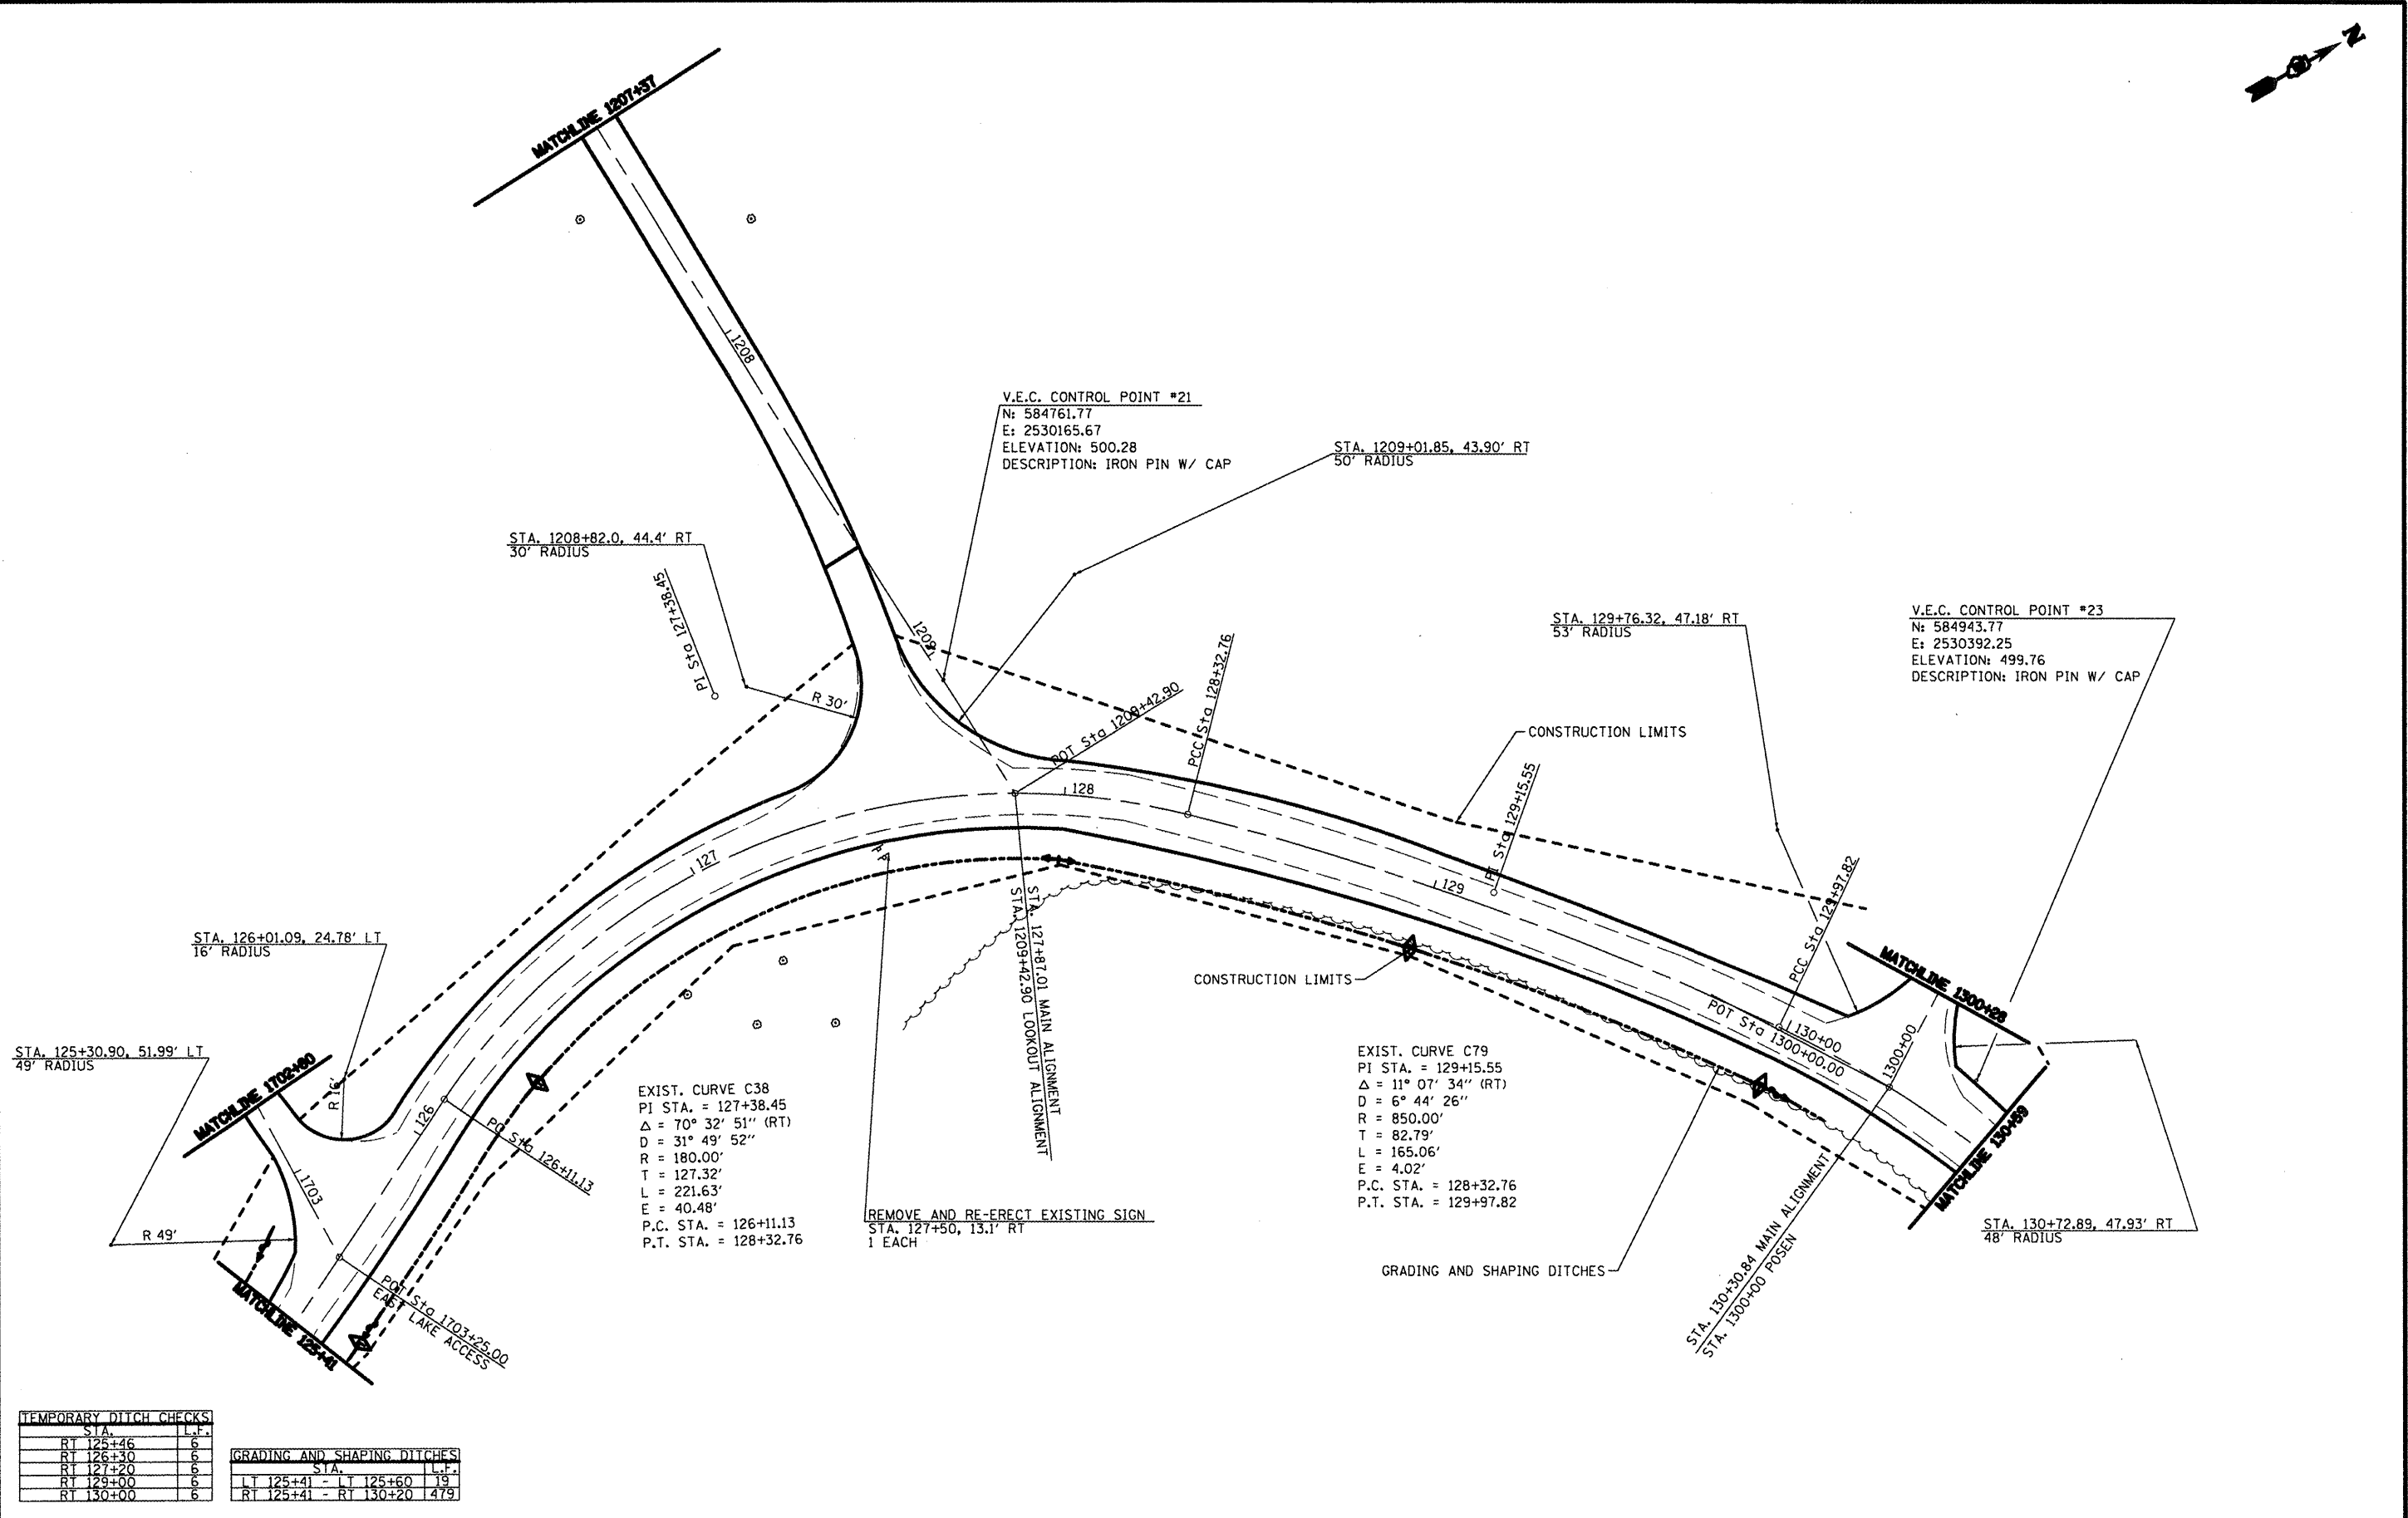 N
MATCHLINE 1207+37
1208
V.E.C. CONTROL POINT #21
N: 584761.77
E: 2530165.67
ELEVATION: 500.28
DESCRIPTION: IRON PIN W/ CAP
STA. 1209+01.85, 43.90' RT
50' RADIUS
STA. 1208+82.0, 44.4' RT
30' RADIUS
PI Sta 127+38.45
R 30'
1209
POT Sta 1209+42.90
PCC Sta 128+32.76
STA. 129+76.32, 47.18' RT
53' RADIUS
V.E.C. CONTROL POINT #23
N: 584943.77
E: 2530392.25
ELEVATION: 499.76
DESCRIPTION: IRON PIN W/ CAP
CONSTRUCTION LIMITS
128
127
PI Sta 129+15.55
129
PCC Sta 129+97.82
STA. 126+01.09, 24.78' LT
16' RADIUS
STA. 127+87.01 MAIN ALIGNMENT
STA. 1209+42.90 LOOKOUT ALIGNMENT
CONSTRUCTION LIMITS
MATCHLINE 1300+28
130+00
POT Sta 1300+00.00
1300+00
STA. 125+30.90, 51.99' LT
49' RADIUS
MATCHLINE 1702+80
R 16'
126
PC Sta 126+11.13
1703
R 49'
EXIST. CURVE C38
PI STA. = 127+38.45
Δ = 70° 32' 51" (RT)
D = 31° 49' 52"
R = 180.00'
T = 127.32'
L = 221.63'
E = 40.48'
P.C. STA. = 126+11.13
P.T. STA. = 128+32.76
REMOVE AND RE-ERECT EXISTING SIGN
STA. 127+50, 13.1' RT
1 EACH
EXIST. CURVE C79
PI STA. = 129+15.55
Δ = 11° 07' 34" (RT)
D = 6° 44' 26"
R = 850.00'
T = 82.79'
L = 165.06'
E = 4.02'
P.C. STA. = 128+32.76
P.T. STA. = 129+97.82
MATCHLINE 130+59
STA. 130+72.89, 47.93' RT
48' RADIUS
GRADING AND SHAPING DITCHES
STA. 130+30.84 MAIN ALIGNMENT
STA. 1300+00 POSEN
MATCHLINE 125+41
POT Sta 1703+25.00
EAST LAKE ACCESS
TEMPORARY DITCH CHECKS
STA. L.F.
RT 125+46 6
RT 126+30 6
RT 127+20 6
RT 129+00 6
RT 130+00 6
GRADING AND SHAPING DITCHES
STA. L.F.
LT 125+41 - LT 125+60 19
RT 125+41 - RT 130+20 479